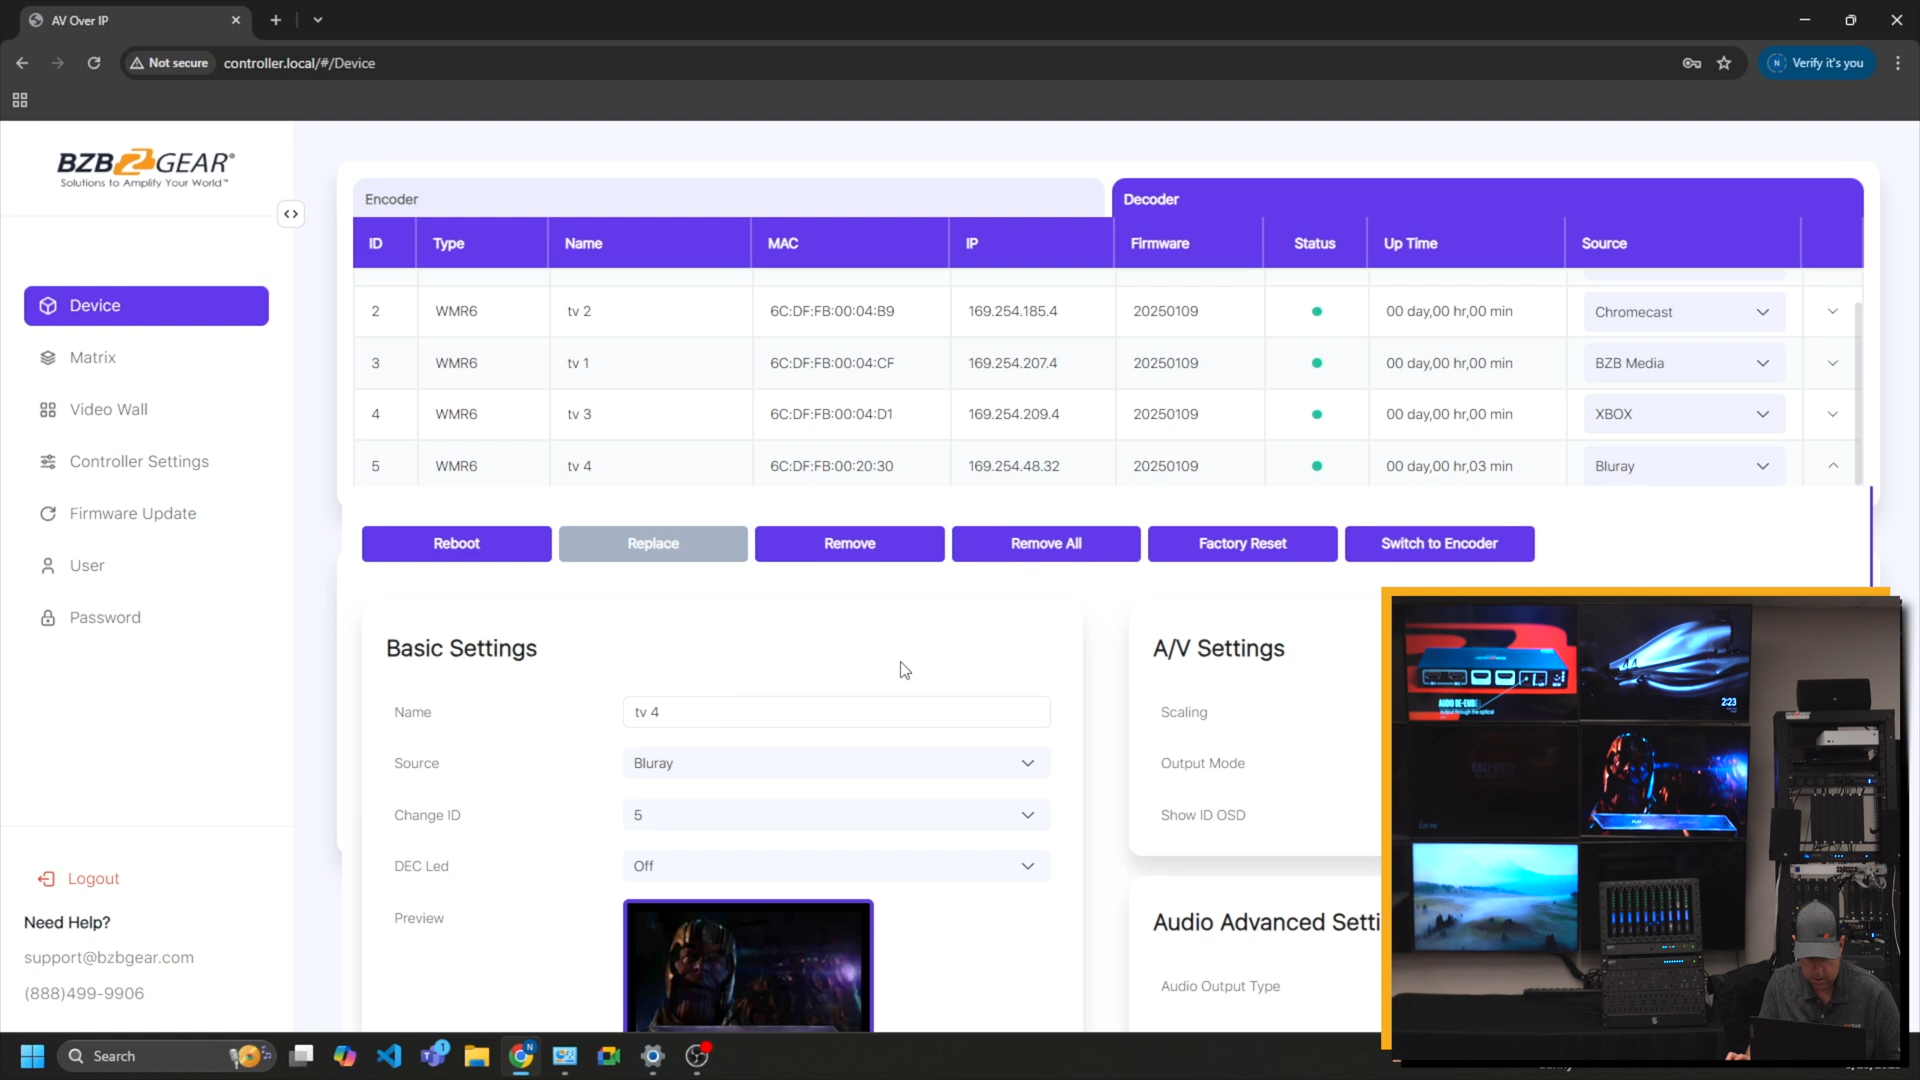 AV Over IP
Not secure
controller.local/#/Device
N
Verify it's you
BZB2GEAR®
Solutions to Amplify Your World™
Device
Matrix
Video Wall
Controller Settings
Firmware Update
User
Password
Logout
Need Help?
support@bzbgear.com
(888)499-9906
Encoder
Decoder
ID Type Name MAC IP Firmware Status Up Time Source
2 WMR6 tv 2 6C:DF:FB:00:04:B9 169.254.185.4 20250109 00 day,00 hr,00 min Chromecast
3 WMR6 tv 1 6C:DF:FB:00:04:CF 169.254.207.4 20250109 00 day,00 hr,00 min BZB Media
4 WMR6 tv 3 6C:DF:FB:00:04:D1 169.254.209.4 20250109 00 day,00 hr,00 min XBOX
5 WMR6 tv 4 6C:DF:FB:00:20:30 169.254.48.32 20250109 00 day,00 hr,03 min Bluray
Reboot Replace Remove Remove All Factory Reset Switch to Encoder
Basic Settings
Name tv 4
Source Bluray
Change ID 5
DEC Led Off
Preview
A/V Settings
Scaling
Output Mode
Show ID OSD
Audio Advanced Setti
Audio Output Type
2:23
Search
1
N